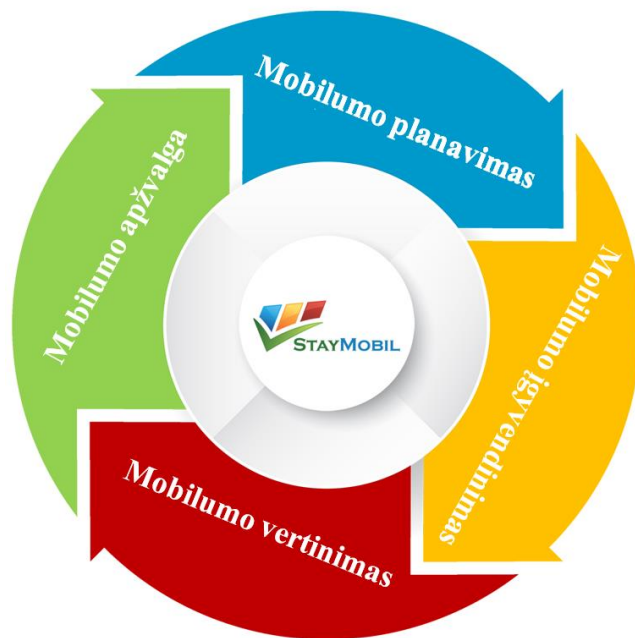 Mobilumo planavimas
Mobilumo įgyvendinimas
Mobilumo vertinimas
Mobilumo apžvalga
STAYMOBIL